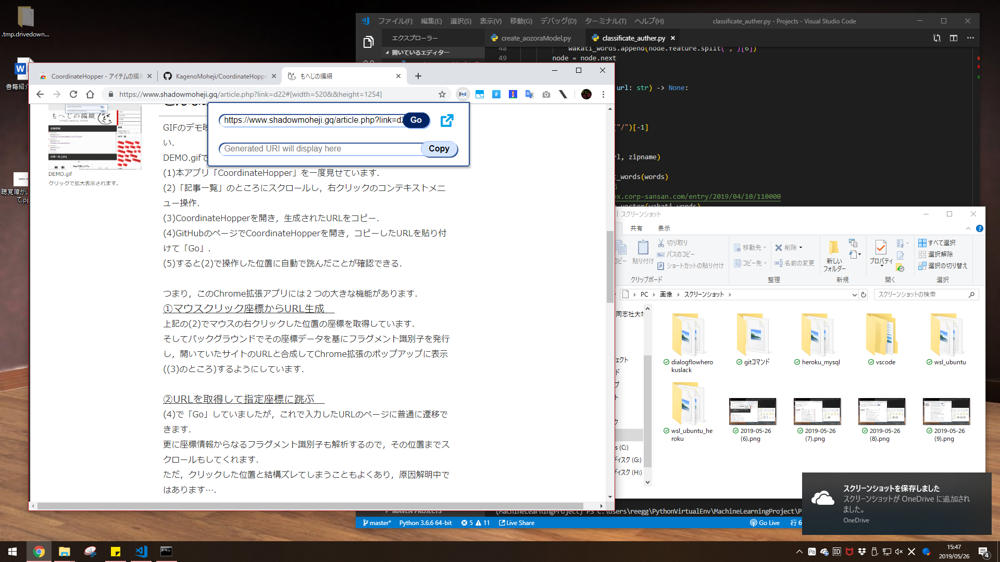 .tmp.drivedown...
書籍紹介
ファイル(F) 編集(E) 選択(S) 表示(V) 移動(G) デバッグ(D) ターミナル(T) ヘルプ(H)
classificate_auther.py - Projects - Visual Studio Code
エクスプローラー
create_aozoraModel.py
classificate_auther.py
開いているエディター
48 wakati_words.append(node.feature.split(",")[6])
49 node = node.next
url: str) -> None:
("/")[-1]
rl, zipname)
t_words(words)
ox.corp-sansan.com/entry/2019/04/10/110000
CoordinateHopper - アイテムの編集
KagenoMoheji/CoordinateHoppe
もへじの編綴
https://www.shadowmoheji.gq/article.php?link=d22#[width=520&&height=1254]
https://www.shadowmoheji.gq/article.php?link=d2
Go
Generated URI will display here
Copy
もへじの編綴
DEMO.gif
クリックで拡大表示されます。
GIFのデモ映
い．
DEMO.gifで
(1)本アプリ「CoordinateHopper」を一度見せています．
(2)「記事一覧」のところにスクロールし，右クリックのコンテキストメニ
ュー操作．
(3)CoordinateHopperを開き，生成されたURLをコピー．
(4)GitHubのページでCoordinateHopperを開き，コピーしたURLを貼り付
けて「Go」．
(5)すると(2)で操作した位置に自動で跳んだことが確認できる．
つまり，このChrome拡張アプリには２つの大きな機能があります．
①マウスクリック座標からURL生成
上記の(2)でマウスの右クリックした位置の座標を取得しています．
そしてバックグラウンドでその座標データを基にフラグメント識別子を発行
し，開いていたサイトのURLと合成してChrome拡張のポップアップに表示
((3)のところ)するようにしています．
②URLを取得して指定座標に跳ぶ
(4)で「Go」していましたが，これで入力したURLのページに普通に遷移で
きます．
更に座標情報からなるフラグメント識別子も解析するので，その位置までス
クロールもしてくれます．
ただ，クリックした位置と結構ズレてしまうこともよくあり，原因解明中で
はあります…．
スクリーンショット
共有 表示
コピー
貼り付け
切り取り
パスのコピー
ショートカットの貼り付け
クリップボード
移動先
コピー先
削除
名前の変更
整理
新しい
フォルダー
新規
プロパティ
開く
すべて選択
選択解除
選択の切り替え
選択
PC › 画像 › スクリーンショット ›
スクリーンショットの検索
同志社大学
s (C:)
ディスク (G:)
ディスク (H:)
dialogflowhero
kuslack
gitコマンド
heroku_mysql
vscode
wsl_ubuntu
wsl_ubuntu_he
roku
2019-05-26
(6).png
2019-05-26
(7).png
2019-05-26
(8).png
2019-05-26
(9).png
MAVEN PROJECTS
(MachineLearningProject) PS C:\Users\reegg\PythonVirtualEnv\MachineLearningProject\P
master* Python 3.6.6 64-bit 5 11 Live Share
Go Live 行 6
スクリーンショットを保存しました
スクリーンショットが OneDrive に追加され
ました。
OneDrive
15:47
2019/05/26
4